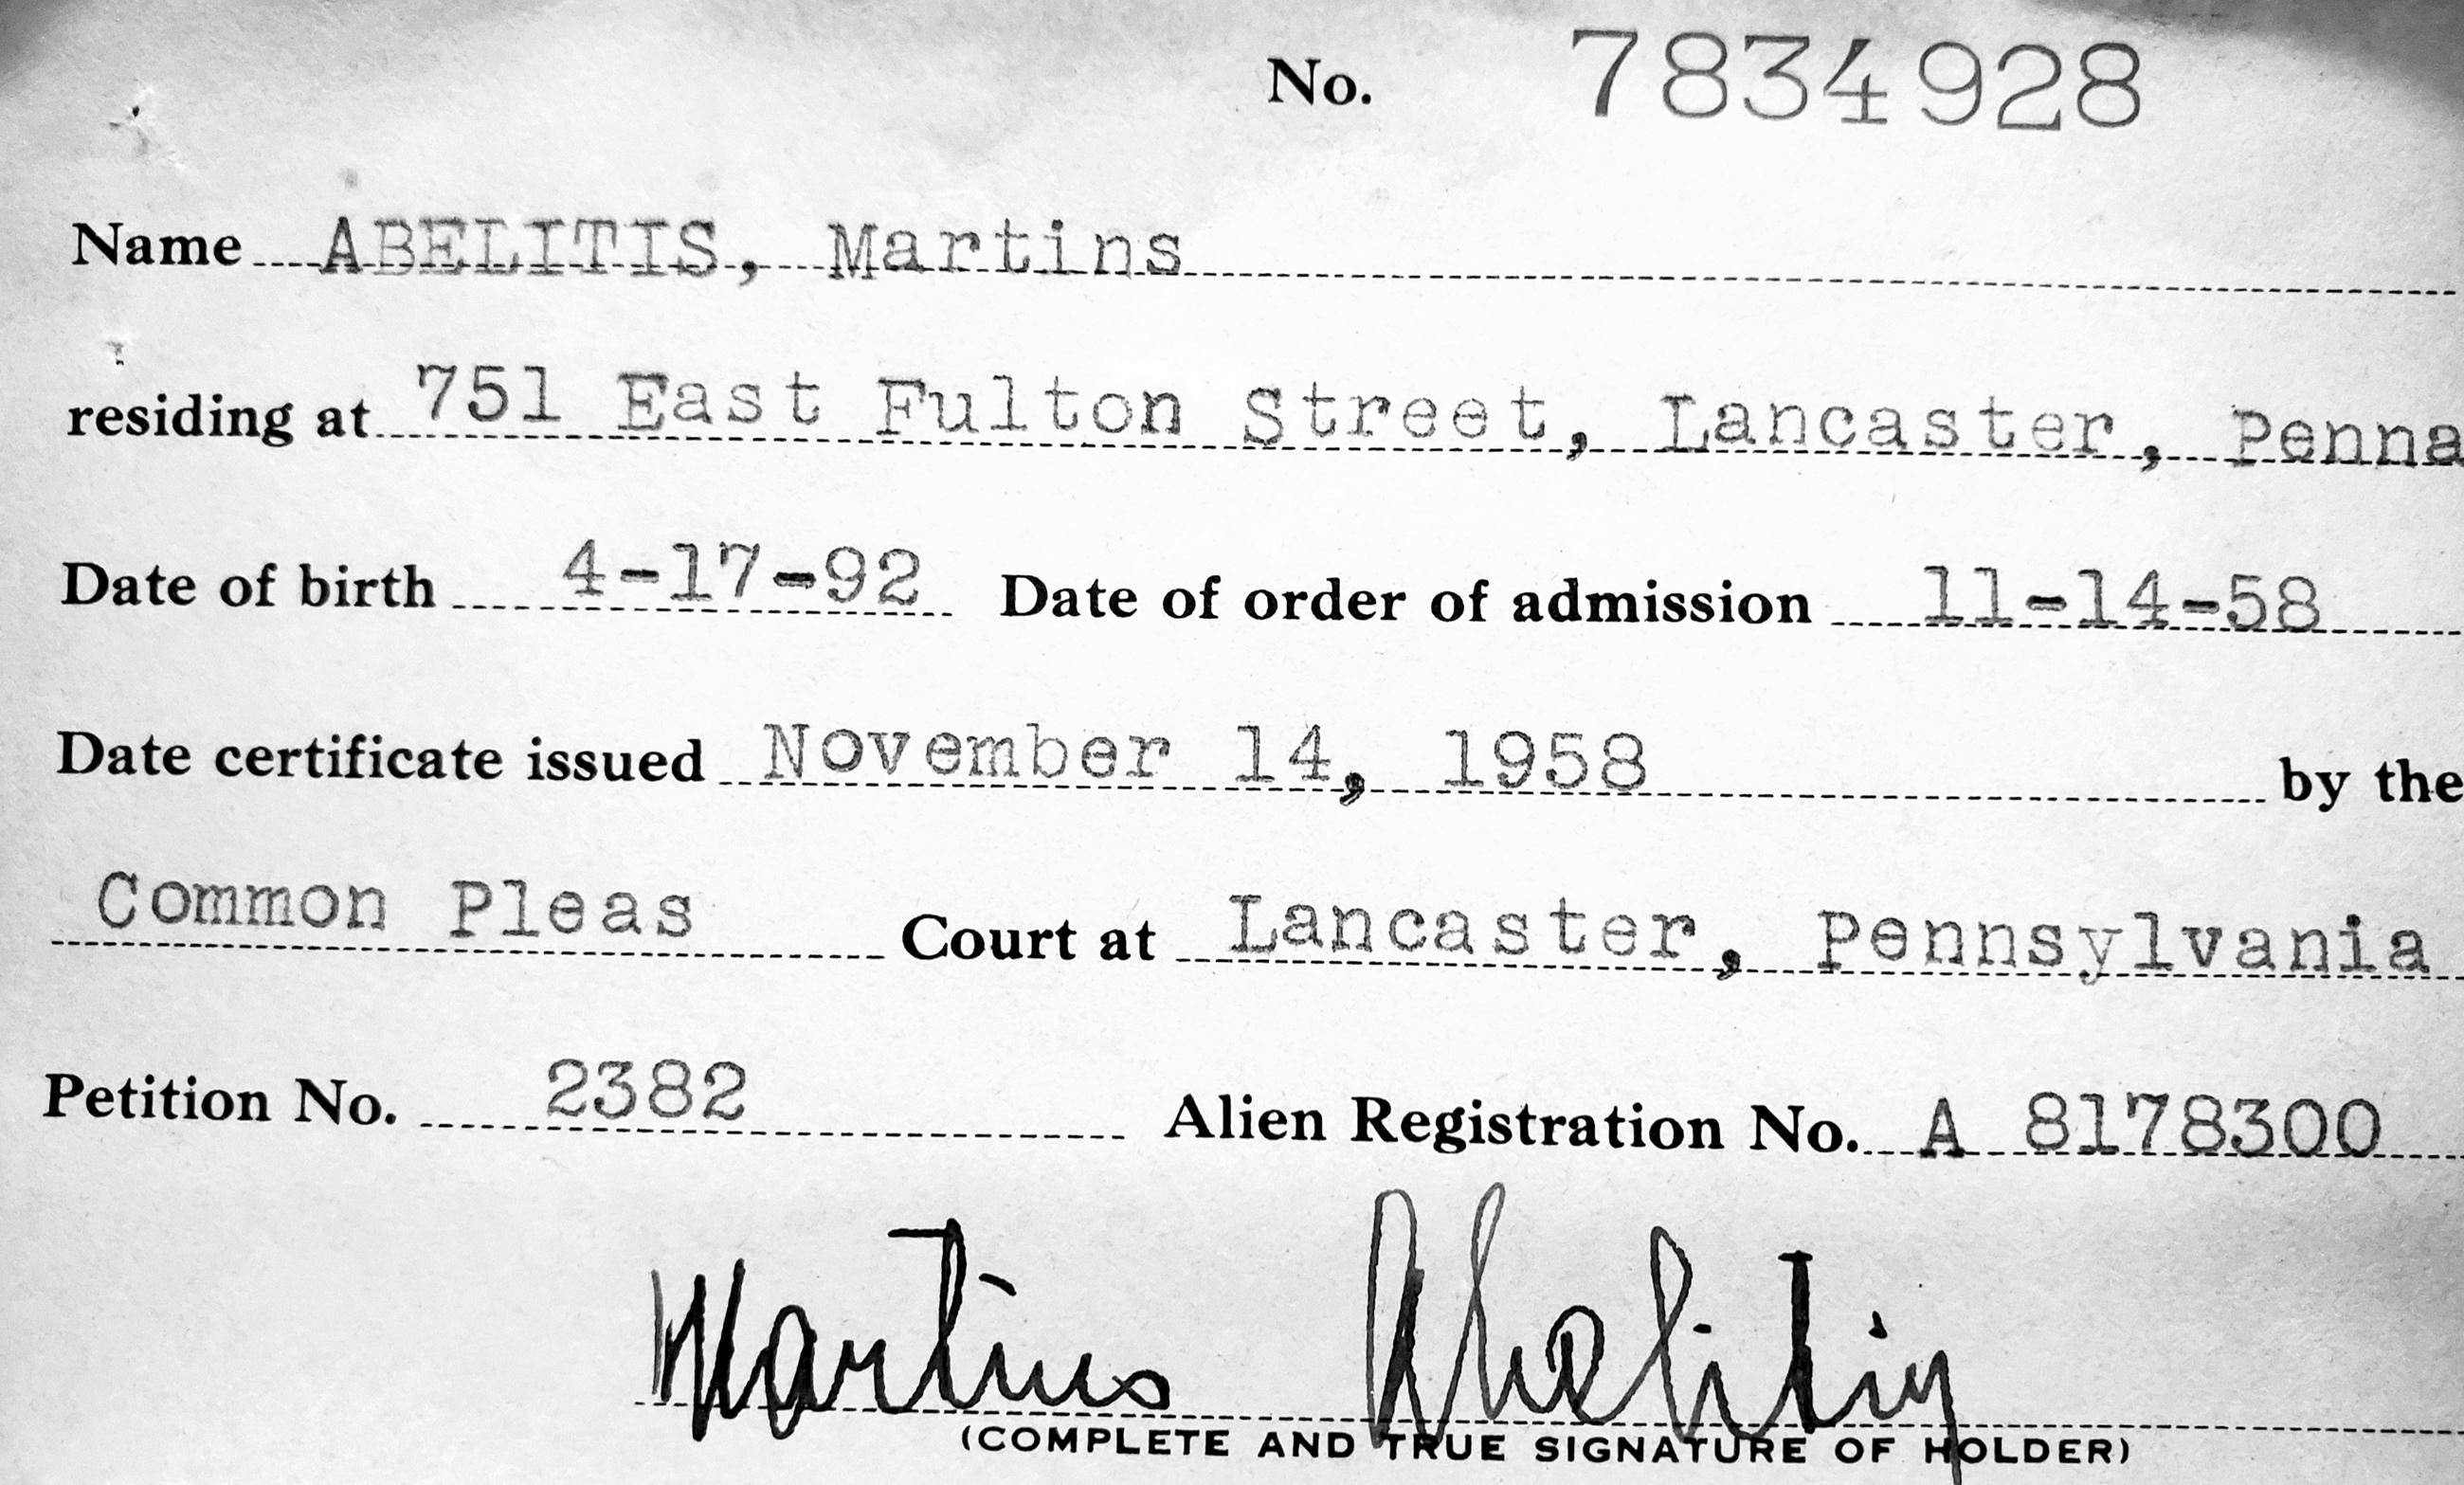 No. 7834928
Name ABELITIS, Martins
residing at 751 East Fulton Street, Lancaster, Penna
Date of birth 4-17-92 Date of order of admission 11-14-58
Date certificate issued November 14, 1958 by the
Common Pleas Court at Lancaster, Pennsylvania
Petition No. 2382 Alien Registration No. A 8178300
Martins Abelitis
(COMPLETE AND TRUE SIGNATURE OF HOLDER)